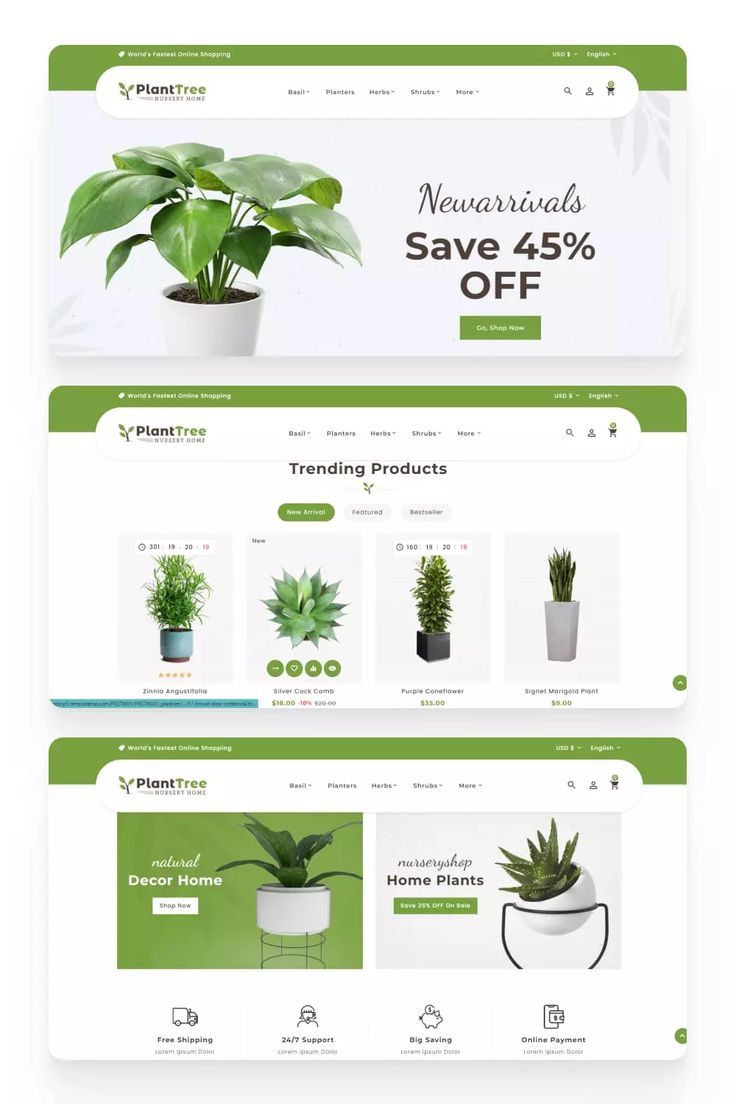 World's Fastest Online Shopping
USD $
English
PlantTree
NURSERY HOME
Basil
Planters
Herbs
Shrubs
More
0
Newarrivals
Save 45%
OFF
Go, Shop Now
World's Fastest Online Shopping
USD $
English
PlantTree
NURSERY HOME
Basil
Planters
Herbs
Shrubs
More
0
Trending Products
New Arrival
Featured
Bestseller
301 : 19 : 20 : 19
New
160 : 19 : 20 : 19
Zinnia Angustifolia
Silver Cock Comb
Purple Coneflower
Signet Marigold Plant
$18.00 -10% $20.00
$35.00
$9.00
World's Fastest Online Shopping
USD $
English
PlantTree
NURSERY HOME
Basil
Planters
Herbs
Shrubs
More
0
natural
Decor Home
Shop Now
nurseryshop
Home Plants
Save 35% OFF On Sale
Free Shipping
Lorem Ipsum Dolor
24/7 Support
Lorem Ipsum Dolor
Big Saving
Lorem Ipsum Dolor
Online Payment
Lorem Ipsum Dolor